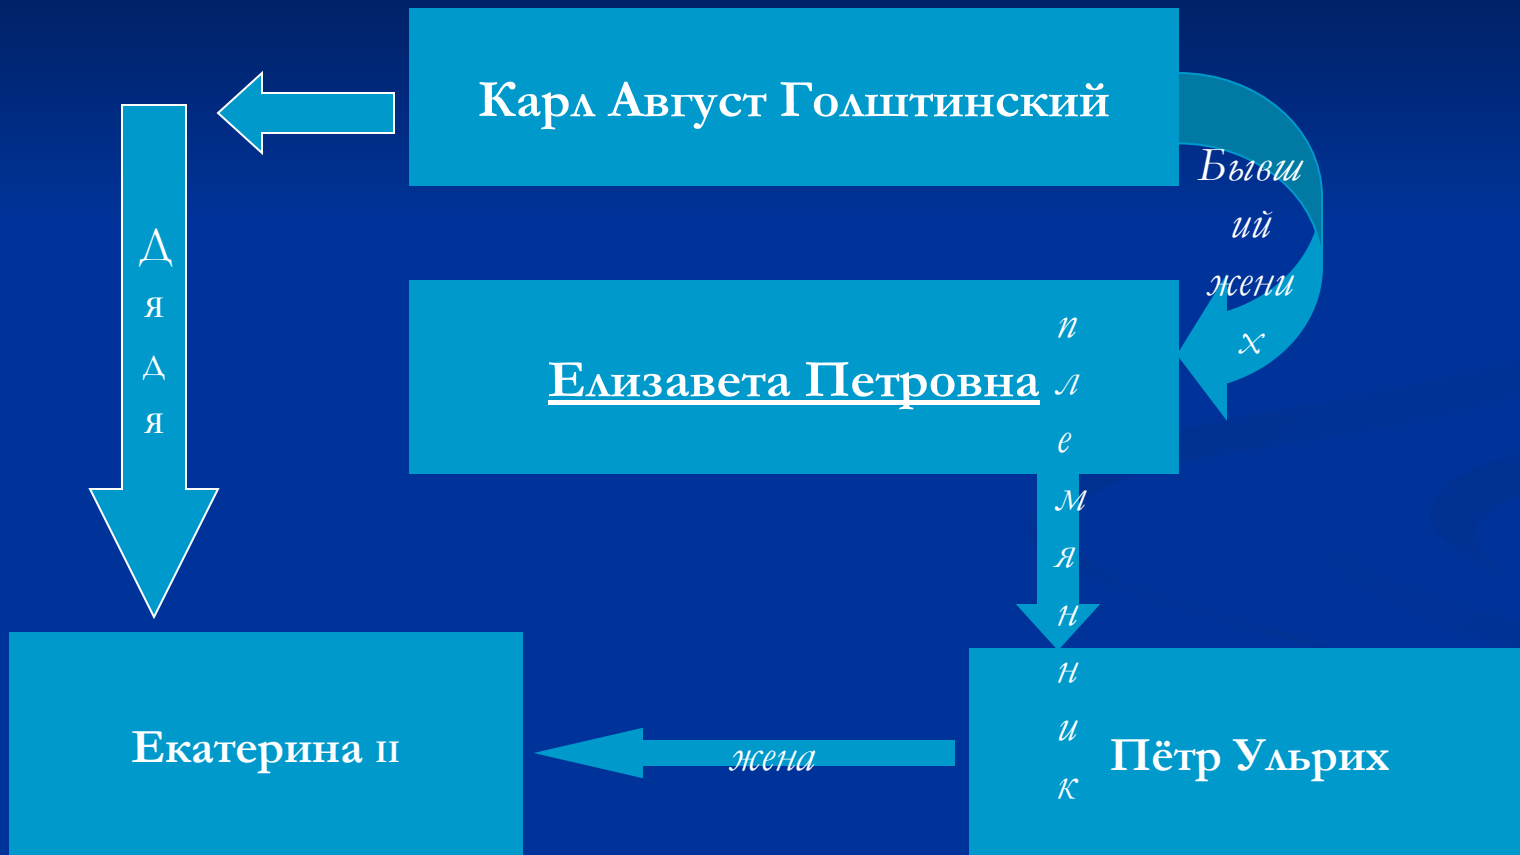 Карл Август Голштинский
Бывш
ий
жени
х
Д
я
д
я
Елизавета Петровна
п
л
е
м
я
н
н
и
к
Екатерина II
жена
Пётр Ульрих